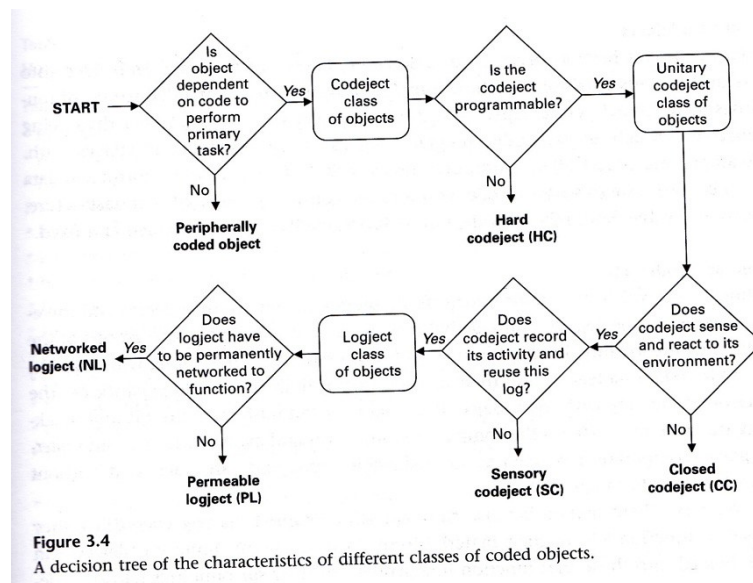 START
Is
object
dependent
on code to
perform
primary
task?
Yes
Codeject
class
of objects
Is the
codeject
programmable?
Yes
Unitary
codeject
class of
objects
No
Peripherally
coded object
No
Hard
codeject (HC)
Does
codeject sense
and react to its
environment?
Yes
Does
codeject record
its activity and
reuse this
log?
Yes
Logject
class
of objects
Does
logject have
to be permanently
networked to
function?
Yes
Networked
logject (NL)
No
Permeable
logject (PL)
No
Sensory
codeject (SC)
No
Closed
codeject (CC)
Figure 3.4
A decision tree of the characteristics of different classes of coded objects.